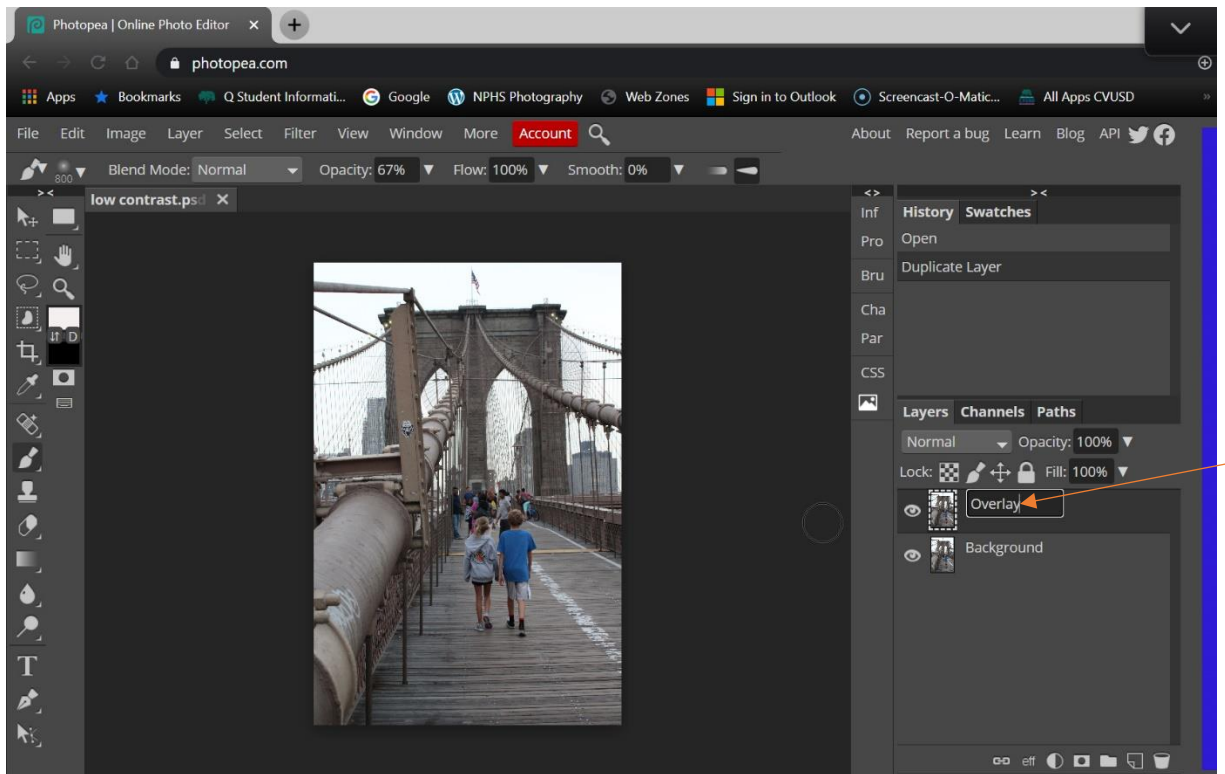 Photopea | Online Photo Editor
photopea.com
Apps Bookmarks Q Student Informati... Google NPHS Photography Web Zones Sign in to Outlook Screencast-O-Matic... All Apps CVUSD »
File Edit Image Layer Select Filter View Window More Account About Report a bug Learn Blog API
800 Blend Mode: Normal Opacity: 67% Flow: 100% Smooth: 0%
> < < > > <
low contrast.psd Inf History Swatches
Pro Open
Bru Duplicate Layer
D
Cha
Par
CSS
Layers Channels Paths
Normal Opacity: 100%
Lock: Fill: 100%
Overlay
Background
T
eff